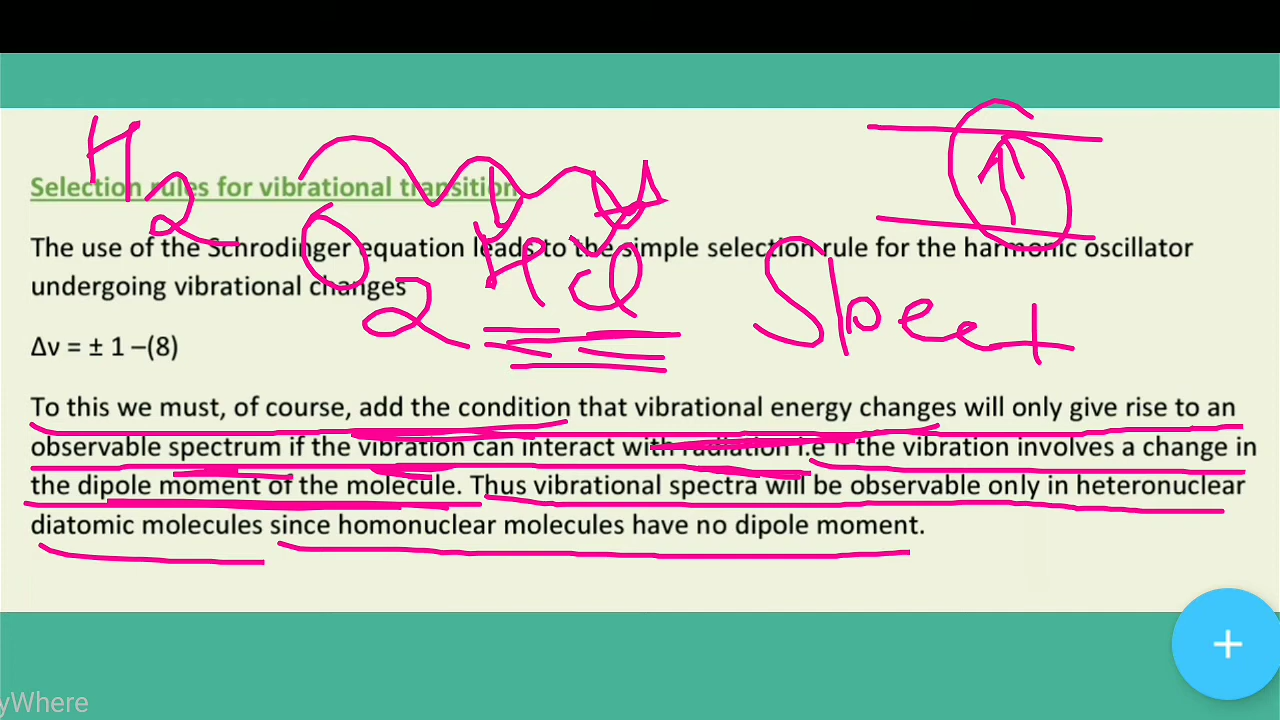 H2
Selection rules for vibrational transition
The use of the Schrodinger equation leads to the simple selection rule for the harmonic oscillator
undergoing vibrational changes
O2 HCl Spect
Δν = ± 1 –(8)
To this we must, of course, add the condition that vibrational energy changes will only give rise to an
observable spectrum if the vibration can interact with radiation i.e if the vibration involves a change in
the dipole moment of the molecule. Thus vibrational spectra will be observable only in heteronuclear
diatomic molecules since homonuclear molecules have no dipole moment.
yWhere